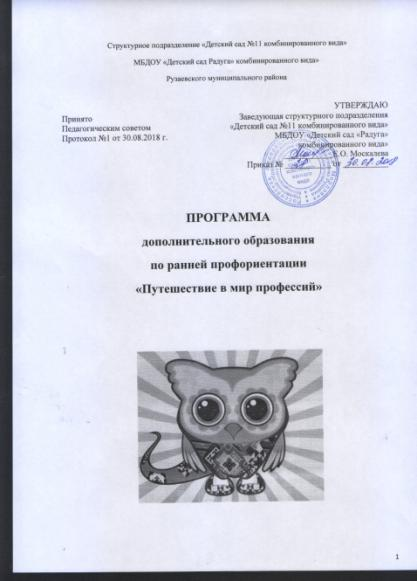 Структурное подразделение «Детский сад №11 комбинированного вида»
МБДОУ «Детский сад Радуга» комбинированного вида»
Рузаевского муниципального района
УТВЕРЖДАЮ
Принято
Заведующая структурного подразделения
Педагогическим советом
«Детский сад №11 комбинированного вида»
Протокол №1 от 30.08.2018 г.
МБДОУ «Детский сад «Радуга»
комбинированного вида»
Е.О. Москалева
Приказ № от 30.08.2018
ПРОГРАММА
дополнительного образования
по ранней профориентации
«Путешествие в мир профессий»
1